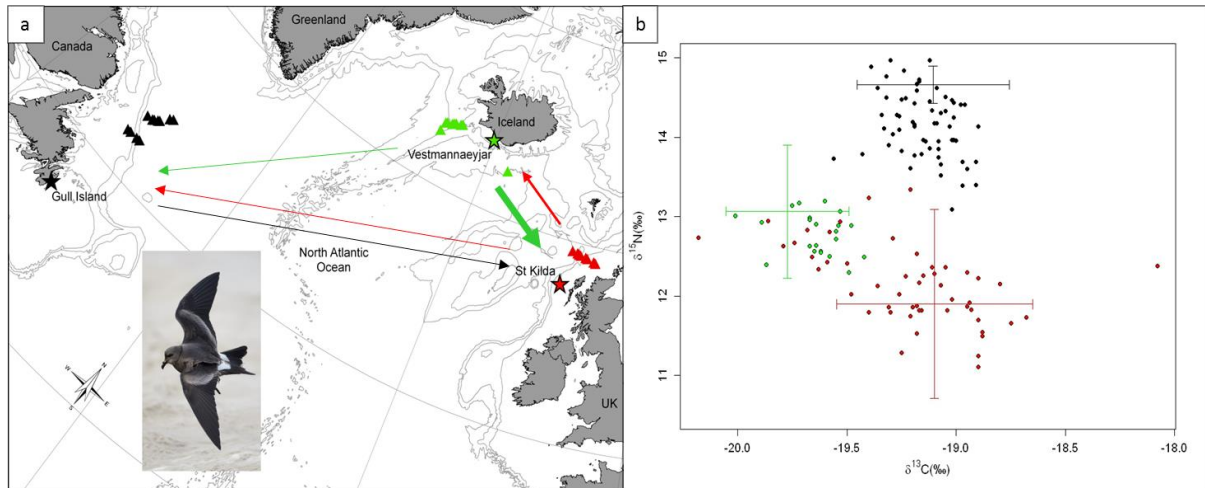 a
Greenland
Canada
Iceland
Vestmannaeyjar
Gull Island
North Atlantic
Ocean
St Kilda
UK
N
W
S
E
b
15
14
13
12
11
δ¹⁵N(‰)
-20.0
-19.5
-19.0
-18.5
-18.0
δ¹³C(‰)